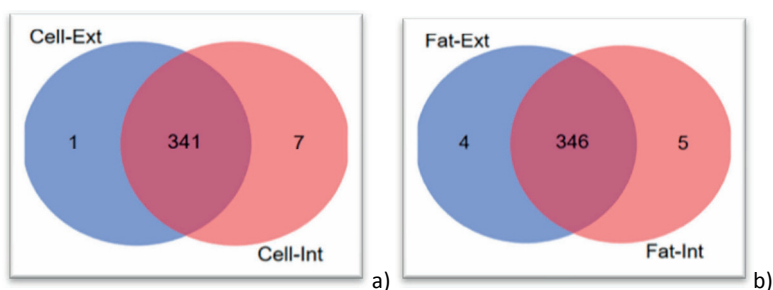 Cell-Ext
1 341 7
Cell-Int
a)
Fat-Ext
4 346 5
Fat-Int
b)